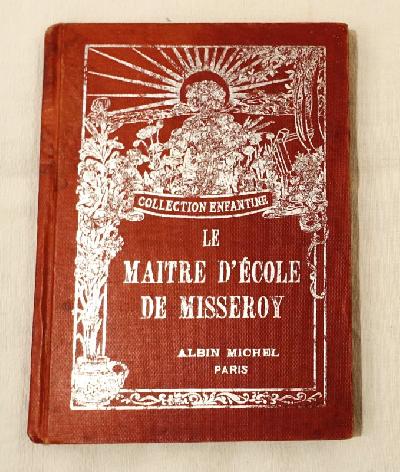 COLLECTION ENFANTINE
LE
MAITRE D'ÉCOLE
DE MISSEROY
ALBIN MICHEL
PARIS